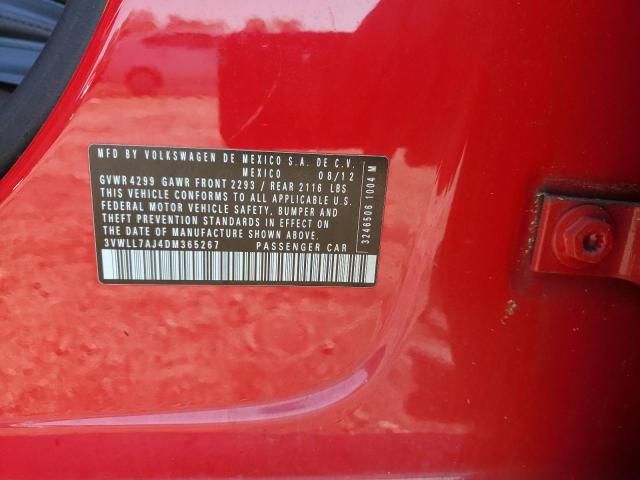 MFD BY VOLKSWAGEN DE MEXICO S.A. DE C.V.
MEXICO 08/12
GVWR 4299 GAWR FRONT 2293 / REAR 2116 LBS
THIS VEHICLE CONFORMS TO ALL APPLICABLE U.S.
FEDERAL MOTOR VEHICLE SAFETY, BUMPER AND
THEFT PREVENTION STANDARDS IN EFFECT ON
THE DATE OF MANUFACTURE SHOWN ABOVE.
3VWLL7AJ4DM365267 PASSENGER CAR
3246506 1004 M